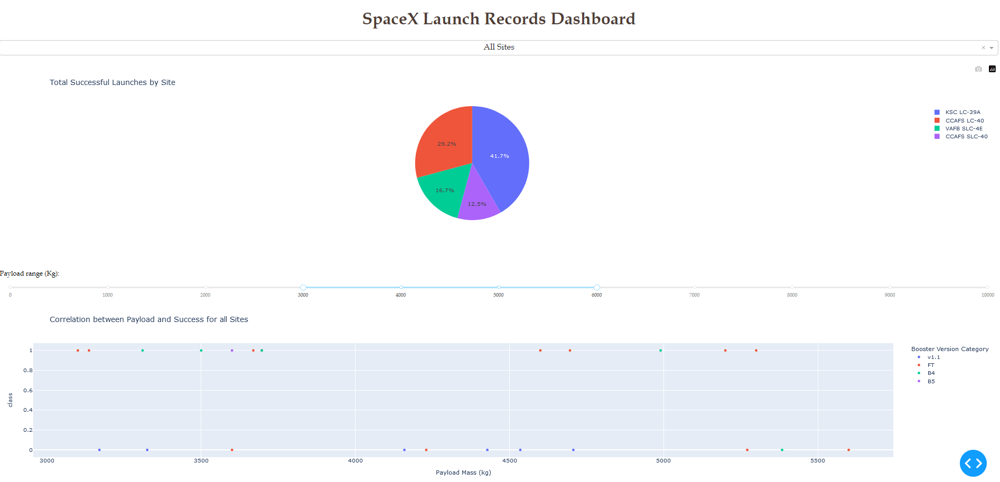 SpaceX Launch Records Dashboard
All Sites
Total Successful Launches by Site
KSC LC-39A
CCAFS LC-40
VAFB SLC-4E
CCAFS SLC-40
29.2%
41.7%
16.7%
12.5%
Payload range (Kg):
0 1000 2000 3000 4000 5000 6000 7000 8000 9000 10000
Correlation between Payload and Success for all Sites
Booster Version Category
v1.1
FT
B4
B5
class
1
0.8
0.6
0.4
0.2
0
3000 3500 4000 4500 5000 5500
Payload Mass (kg)